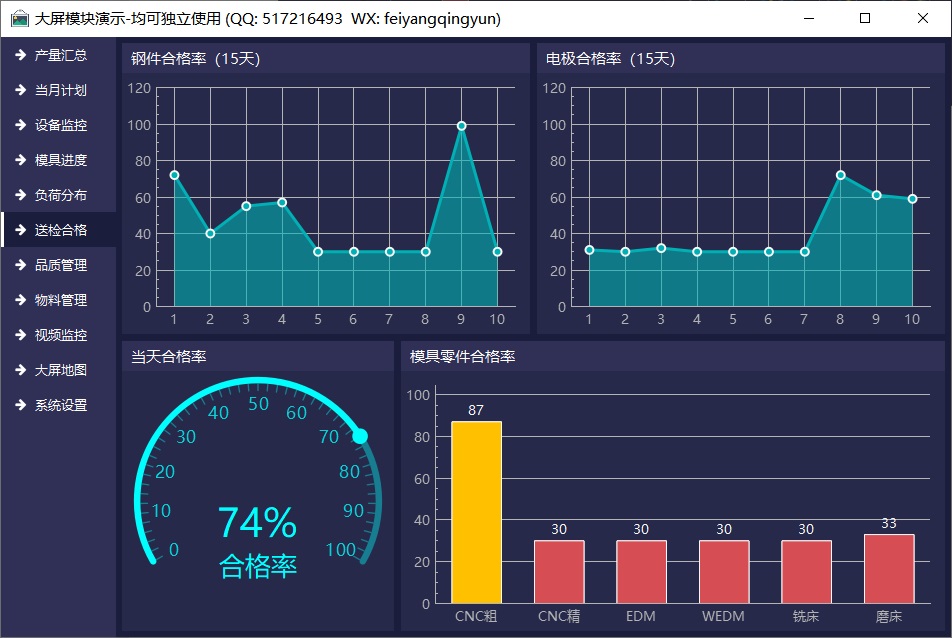 大屏模块演示-均可独立使用 (QQ: 517216493  WX: feiyangqingyun)
产量汇总
当月计划
设备监控
模具进度
负荷分布
送检合格
品质管理
物料管理
视频监控
大屏地图
系统设置
钢件合格率（15天）
120
100
80
60
40
20
0
1 2 3 4 5 6 7 8 9 10
电极合格率（15天）
120
100
80
60
40
20
0
1 2 3 4 5 6 7 8 9 10
当天合格率
0
10
20
30
40
50
60
70
80
90
100
74%
合格率
模具零件合格率
100
80
60
40
20
0
87 30 30 30 30 33
CNC粗 CNC精 EDM WEDM 铣床 磨床